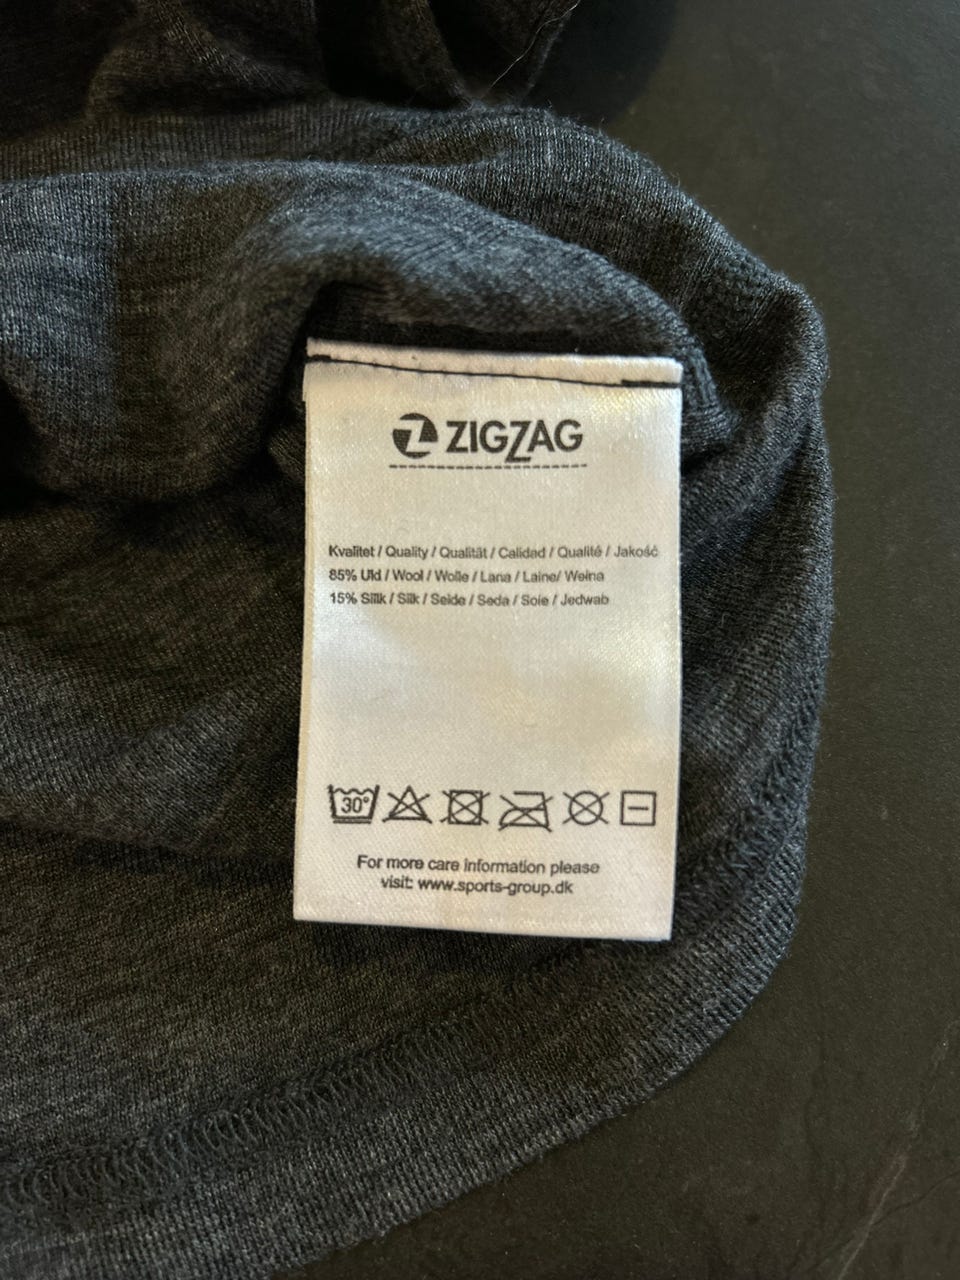 ZIGZAG
Kvalitet / Quality / Qualität / Calidad / Qualité / Jakość
85% Uld / Wool / Wolle / Lana / Laine/ Welna
15% Silk / Silk / Seide / Seda / Soie / Jedwab
30°
For more care information please
visit: www.sports-group.dk